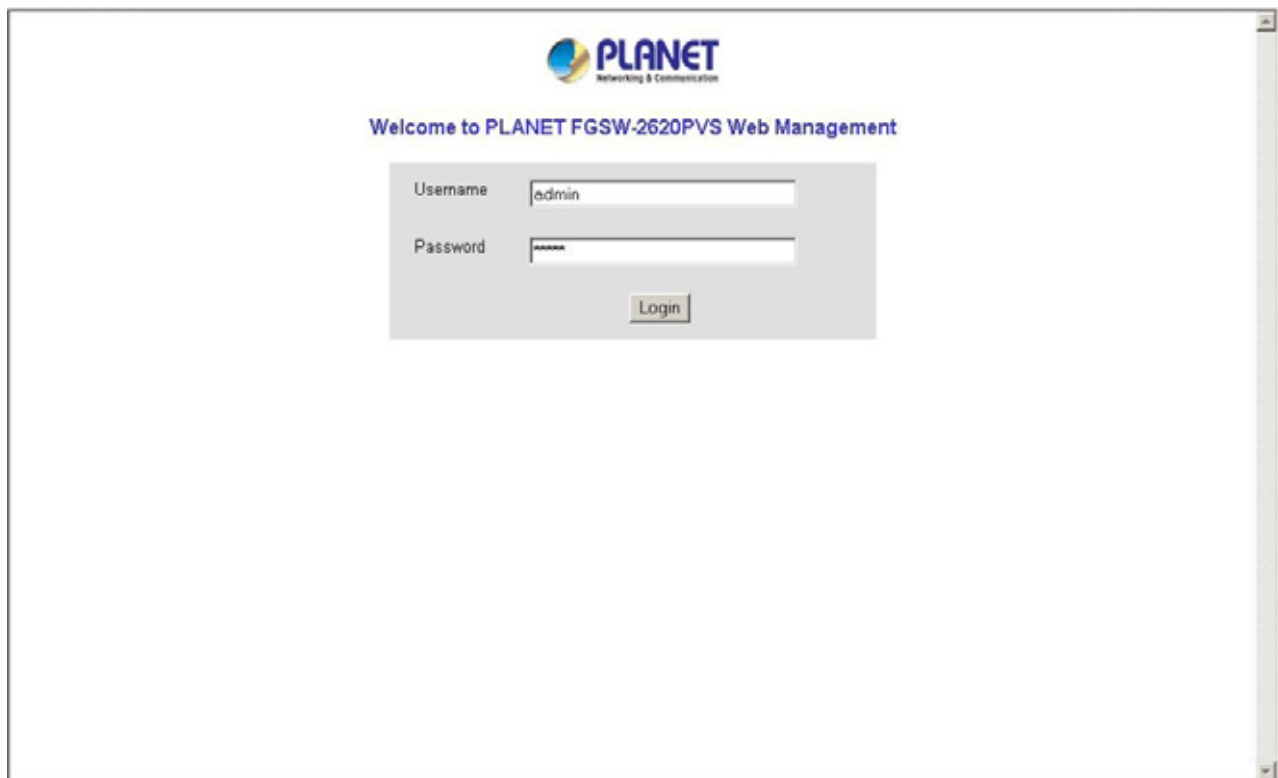 PLANET
Networking & Communication
Welcome to PLANET FGSW-2620PVS Web Management
Username admin
Password *****
Login